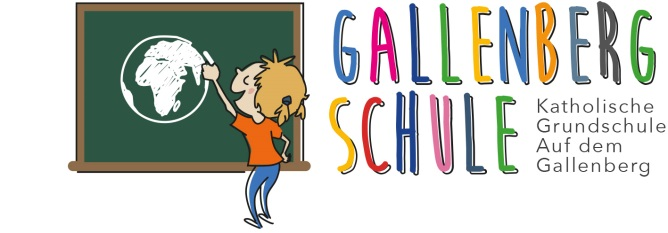 GALLENBERG
SCHULE
Katholische
Grundschule
Auf dem
Gallenberg